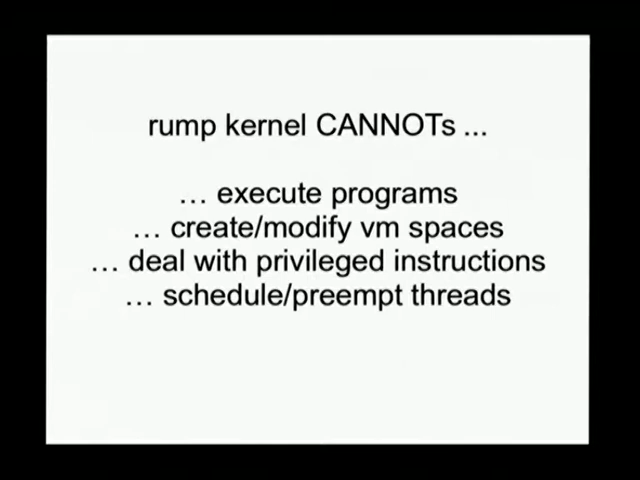 rump kernel CANNOTs ...
... execute programs
... create/modify vm spaces
... deal with privileged instructions
... schedule/preempt threads